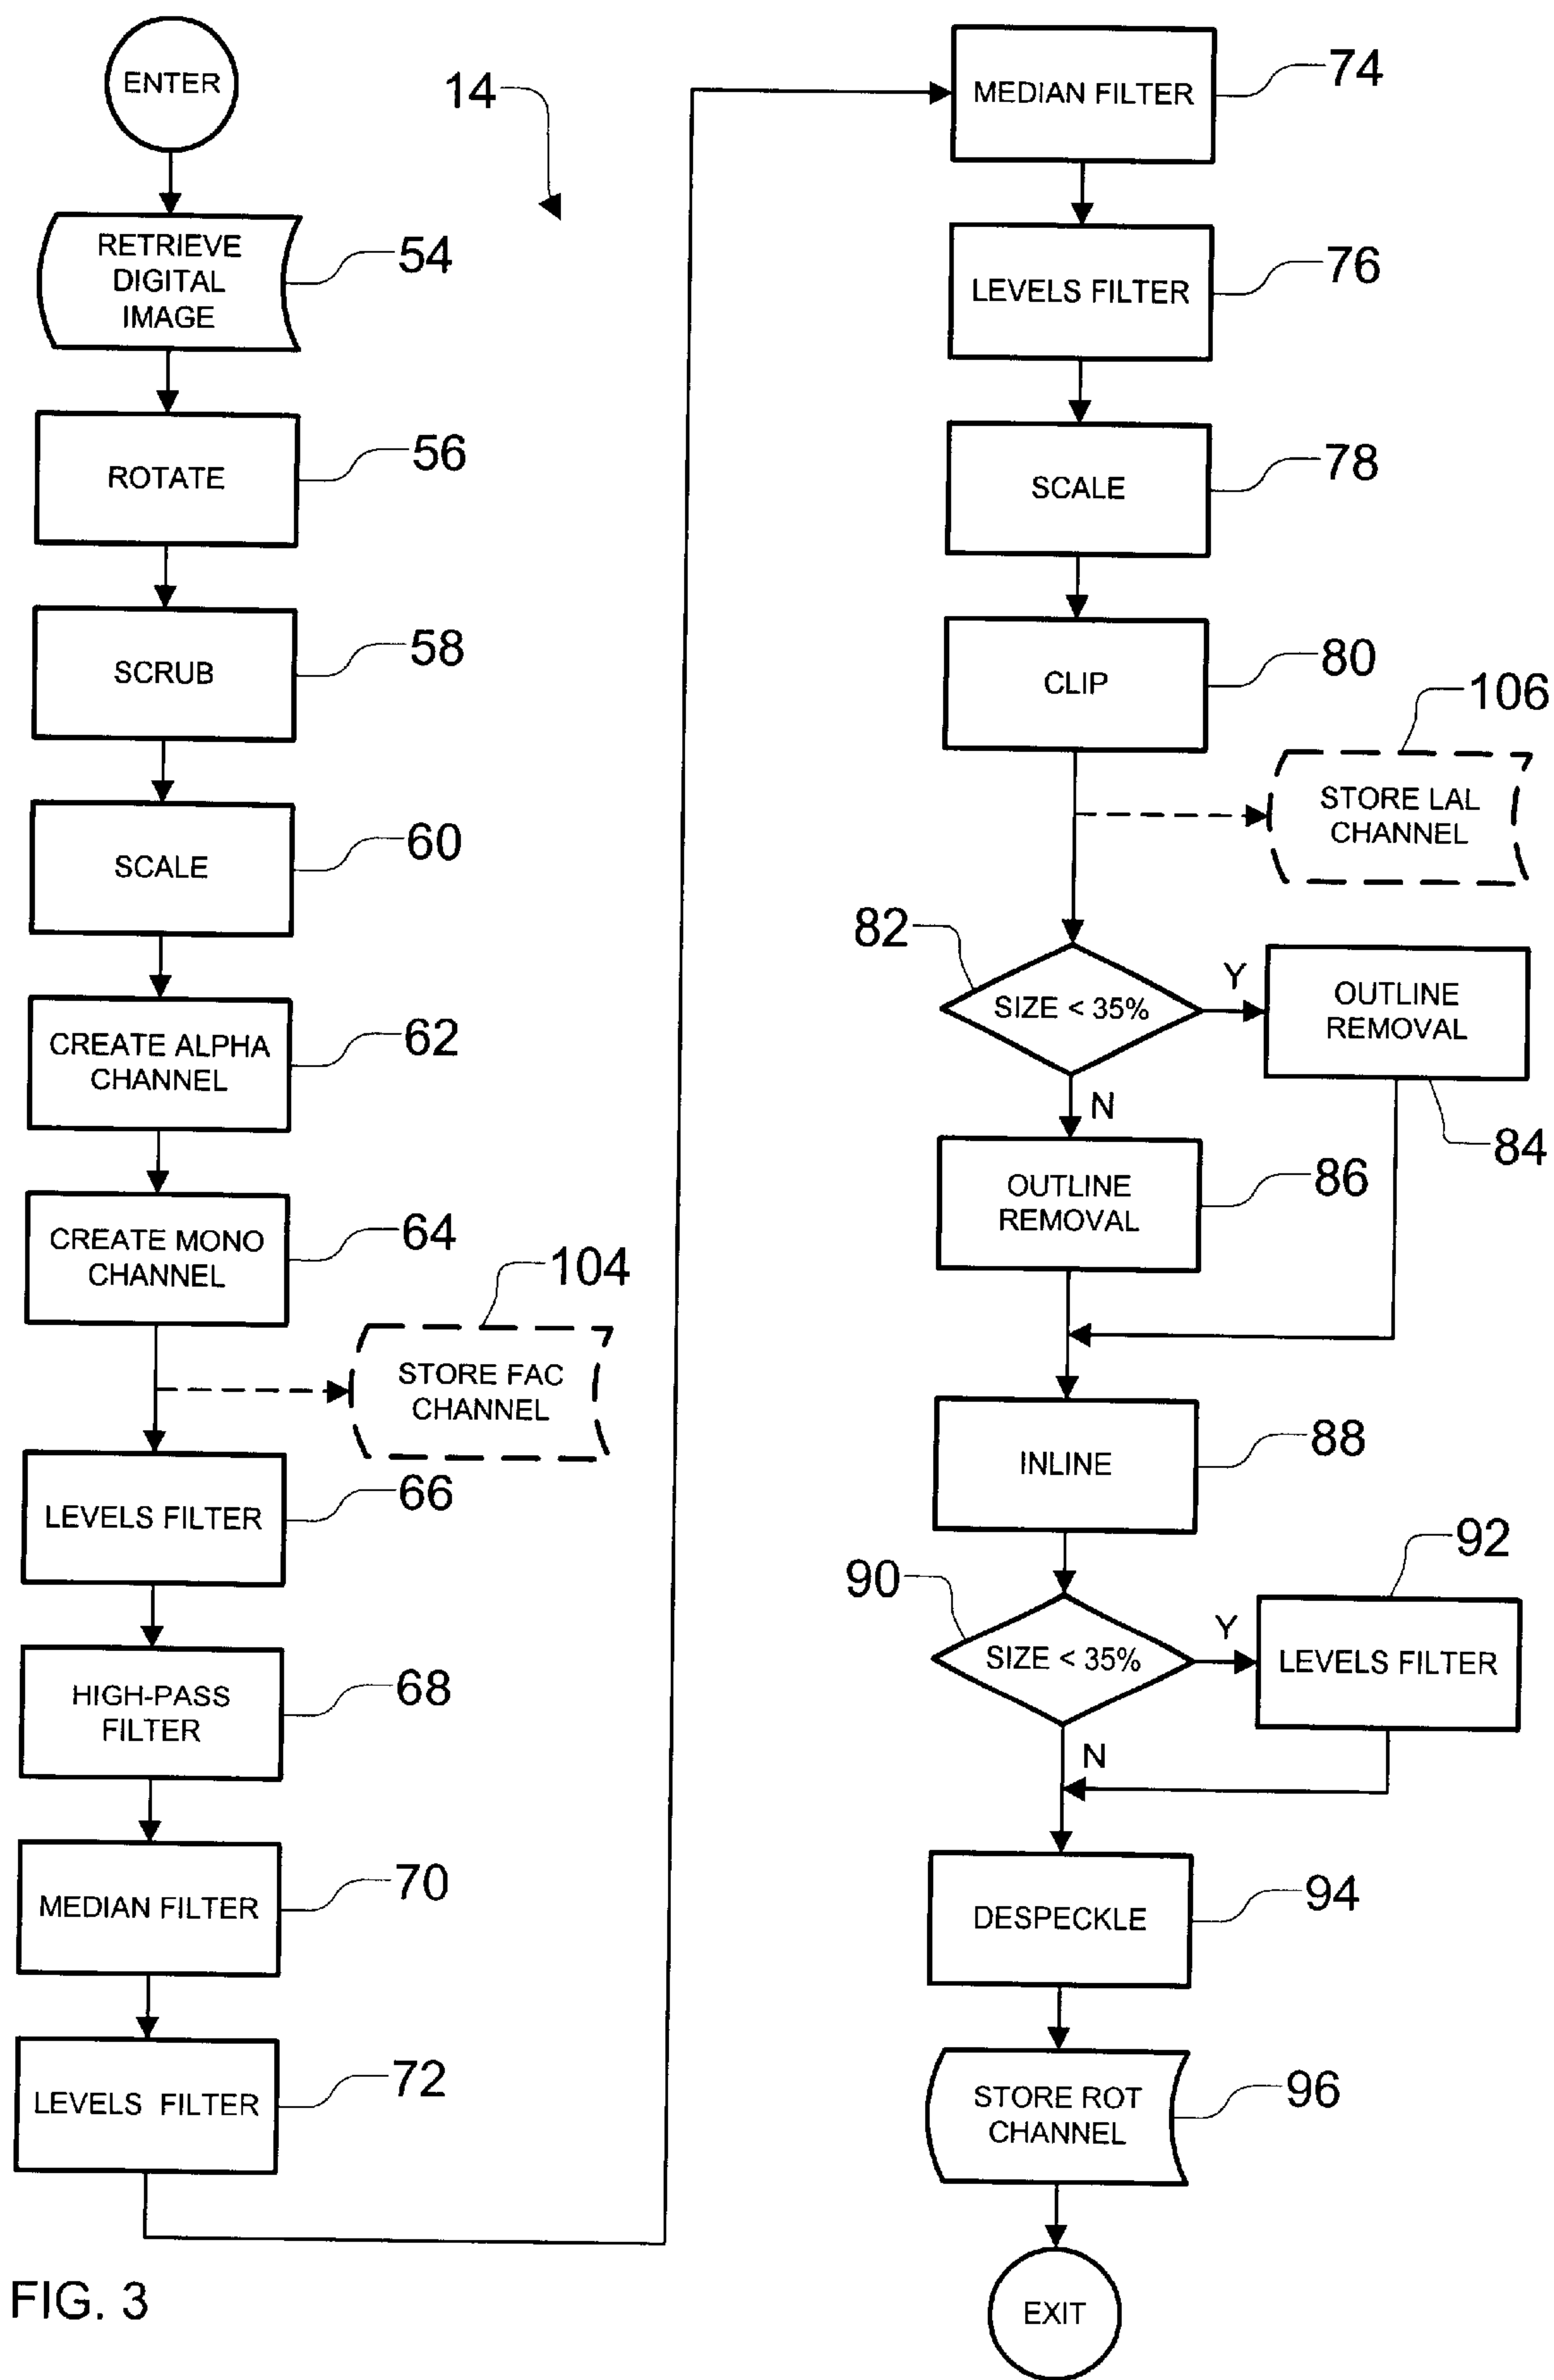 ENTER
14
RETRIEVE
DIGITAL
IMAGE
54
ROTATE
56
SCRUB
58
SCALE
60
CREATE ALPHA
CHANNEL
62
CREATE MONO
CHANNEL
64
104
STORE FAC
CHANNEL
LEVELS FILTER
66
HIGH-PASS
FILTER
68
MEDIAN FILTER
70
LEVELS FILTER
72
MEDIAN FILTER
74
LEVELS FILTER
76
SCALE
78
CLIP
80
106
STORE LAL
CHANNEL
82
SIZE < 35%
Y
N
OUTLINE
REMOVAL
84
OUTLINE
REMOVAL
86
INLINE
88
90
SIZE < 35%
Y
N
92
LEVELS FILTER
DESPECKLE
94
STORE ROT
CHANNEL
96
EXIT
FIG. 3